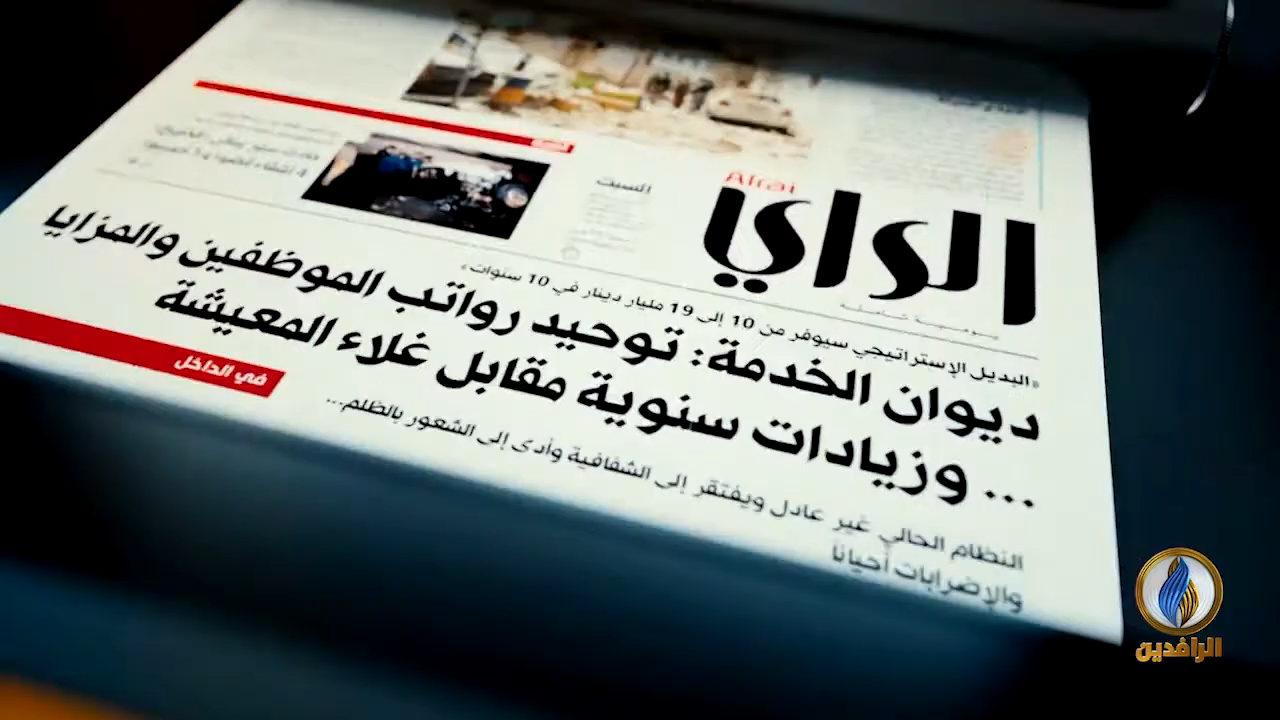 Alrai
الراي
يومية شاملة
السبت
«البديل الإستراتيجي سيوفر من 10 إلى 19 مليار دينار في 10 سنوات»
ديوان الخدمة: توحيد رواتب الموظفين والمزايا
... وزيادات سنوية مقابل غلاء المعيشة
النظام الحالي غير عادل ويفتقر إلى الشفافية وأدى إلى الشعور بالظلم...
والإضرابات أحياناً
في الداخل
الرافدين